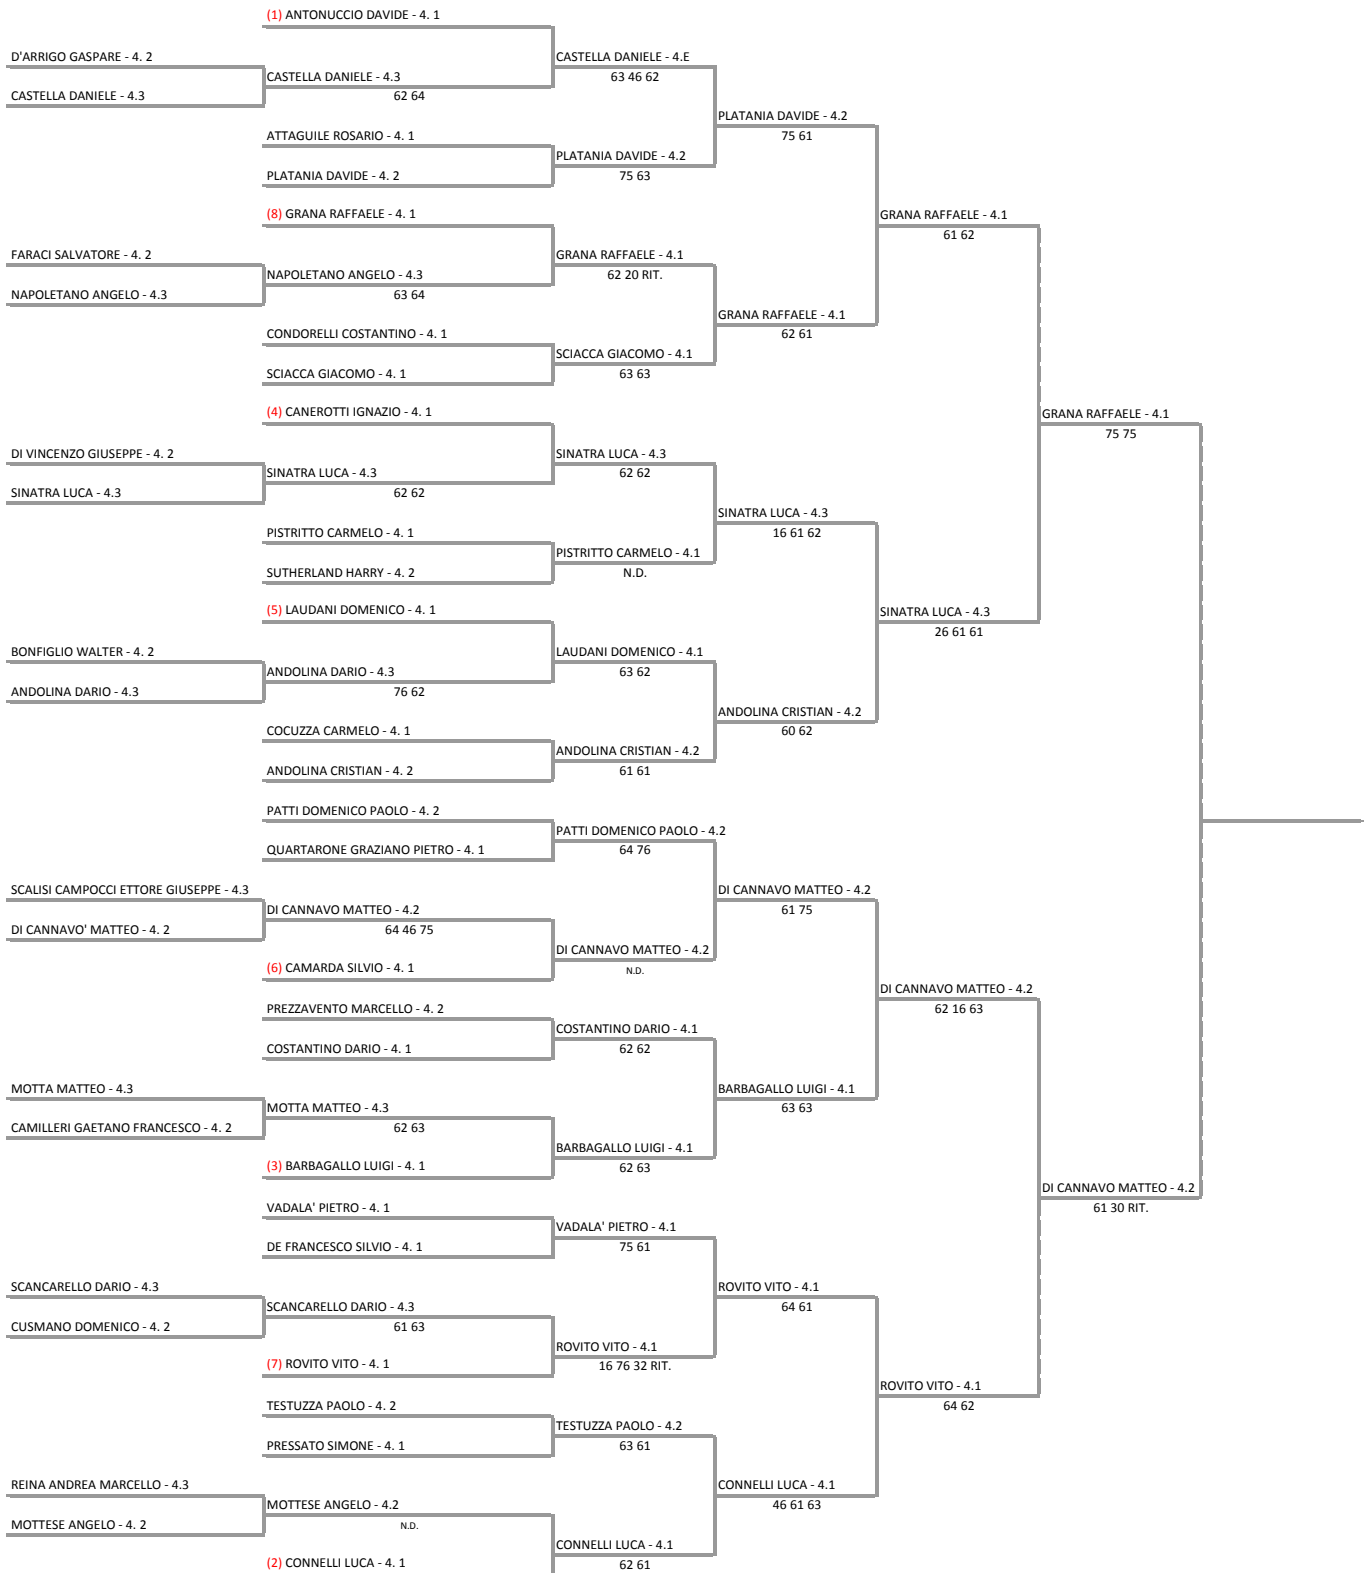 (1) ANTONUCCIO DAVIDE - 4. 1
D'ARRIGO GASPARE - 4. 2
CASTELLA DANIELE - 4.E
CASTELLA DANIELE - 4.3
63 46 62
CASTELLA DANIELE - 4.3
62 64
PLATANIA DAVIDE - 4.2
ATTAGUILE ROSARIO - 4. 1
75 61
PLATANIA DAVIDE - 4.2
PLATANIA DAVIDE - 4. 2
75 63
(8) GRANA RAFFAELE - 4. 1
GRANA RAFFAELE - 4.1
61 62
FARACI SALVATORE - 4. 2
GRANA RAFFAELE - 4.1
NAPOLETANO ANGELO - 4.3
62 20 RIT.
NAPOLETANO ANGELO - 4.3
63 64
GRANA RAFFAELE - 4.1
CONDORELLI COSTANTINO - 4. 1
62 61
SCIACCA GIACOMO - 4.1
SCIACCA GIACOMO - 4. 1
63 63
(4) CANEROTTI IGNAZIO - 4. 1
GRANA RAFFAELE - 4.1
75 75
DI VINCENZO GIUSEPPE - 4. 2
SINATRA LUCA - 4.3
SINATRA LUCA - 4.3
62 62
SINATRA LUCA - 4.3
62 62
SINATRA LUCA - 4.3
PISTRITTO CARMELO - 4. 1
16 61 62
PISTRITTO CARMELO - 4.1
SUTHERLAND HARRY - 4. 2
N.D.
(5) LAUDANI DOMENICO - 4. 1
SINATRA LUCA - 4.3
26 61 61
BONFIGLIO WALTER - 4. 2
LAUDANI DOMENICO - 4.1
ANDOLINA DARIO - 4.3
63 62
ANDOLINA DARIO - 4.3
76 62
ANDOLINA CRISTIAN - 4.2
COCUZZA CARMELO - 4. 1
60 62
ANDOLINA CRISTIAN - 4.2
ANDOLINA CRISTIAN - 4. 2
61 61
PATTI DOMENICO PAOLO - 4. 2
PATTI DOMENICO PAOLO - 4.2
QUARTARONE GRAZIANO PIETRO - 4. 1
64 76
SCALISI CAMPOCCI ETTORE GIUSEPPE - 4.3
DI CANNAVO MATTEO - 4.2
DI CANNAVO MATTEO - 4.2
61 75
DI CANNAVO' MATTEO - 4. 2
64 46 75
DI CANNAVO MATTEO - 4.2
(6) CAMARDA SILVIO - 4. 1
N.D.
DI CANNAVO MATTEO - 4.2
PREZZAVENTO MARCELLO - 4. 2
62 16 63
COSTANTINO DARIO - 4.1
COSTANTINO DARIO - 4. 1
62 62
MOTTA MATTEO - 4.3
BARBAGALLO LUIGI - 4.1
MOTTA MATTEO - 4.3
63 63
CAMILLERI GAETANO FRANCESCO - 4. 2
62 63
BARBAGALLO LUIGI - 4.1
(3) BARBAGALLO LUIGI - 4. 1
62 63
DI CANNAVO MATTEO - 4.2
VADALA' PIETRO - 4. 1
61 30 RIT.
VADALA' PIETRO - 4.1
DE FRANCESCO SILVIO - 4. 1
75 61
SCANCARELLO DARIO - 4.3
ROVITO VITO - 4.1
SCANCARELLO DARIO - 4.3
64 61
CUSMANO DOMENICO - 4. 2
61 63
ROVITO VITO - 4.1
(7) ROVITO VITO - 4. 1
16 76 32 RIT.
ROVITO VITO - 4.1
TESTUZZA PAOLO - 4. 2
64 62
TESTUZZA PAOLO - 4.2
PRESSATO SIMONE - 4. 1
63 61
REINA ANDREA MARCELLO - 4.3
CONNELLI LUCA - 4.1
MOTTESE ANGELO - 4.2
46 61 63
MOTTESE ANGELO - 4. 2
N.D.
CONNELLI LUCA - 4.1
(2) CONNELLI LUCA - 4. 1
62 61